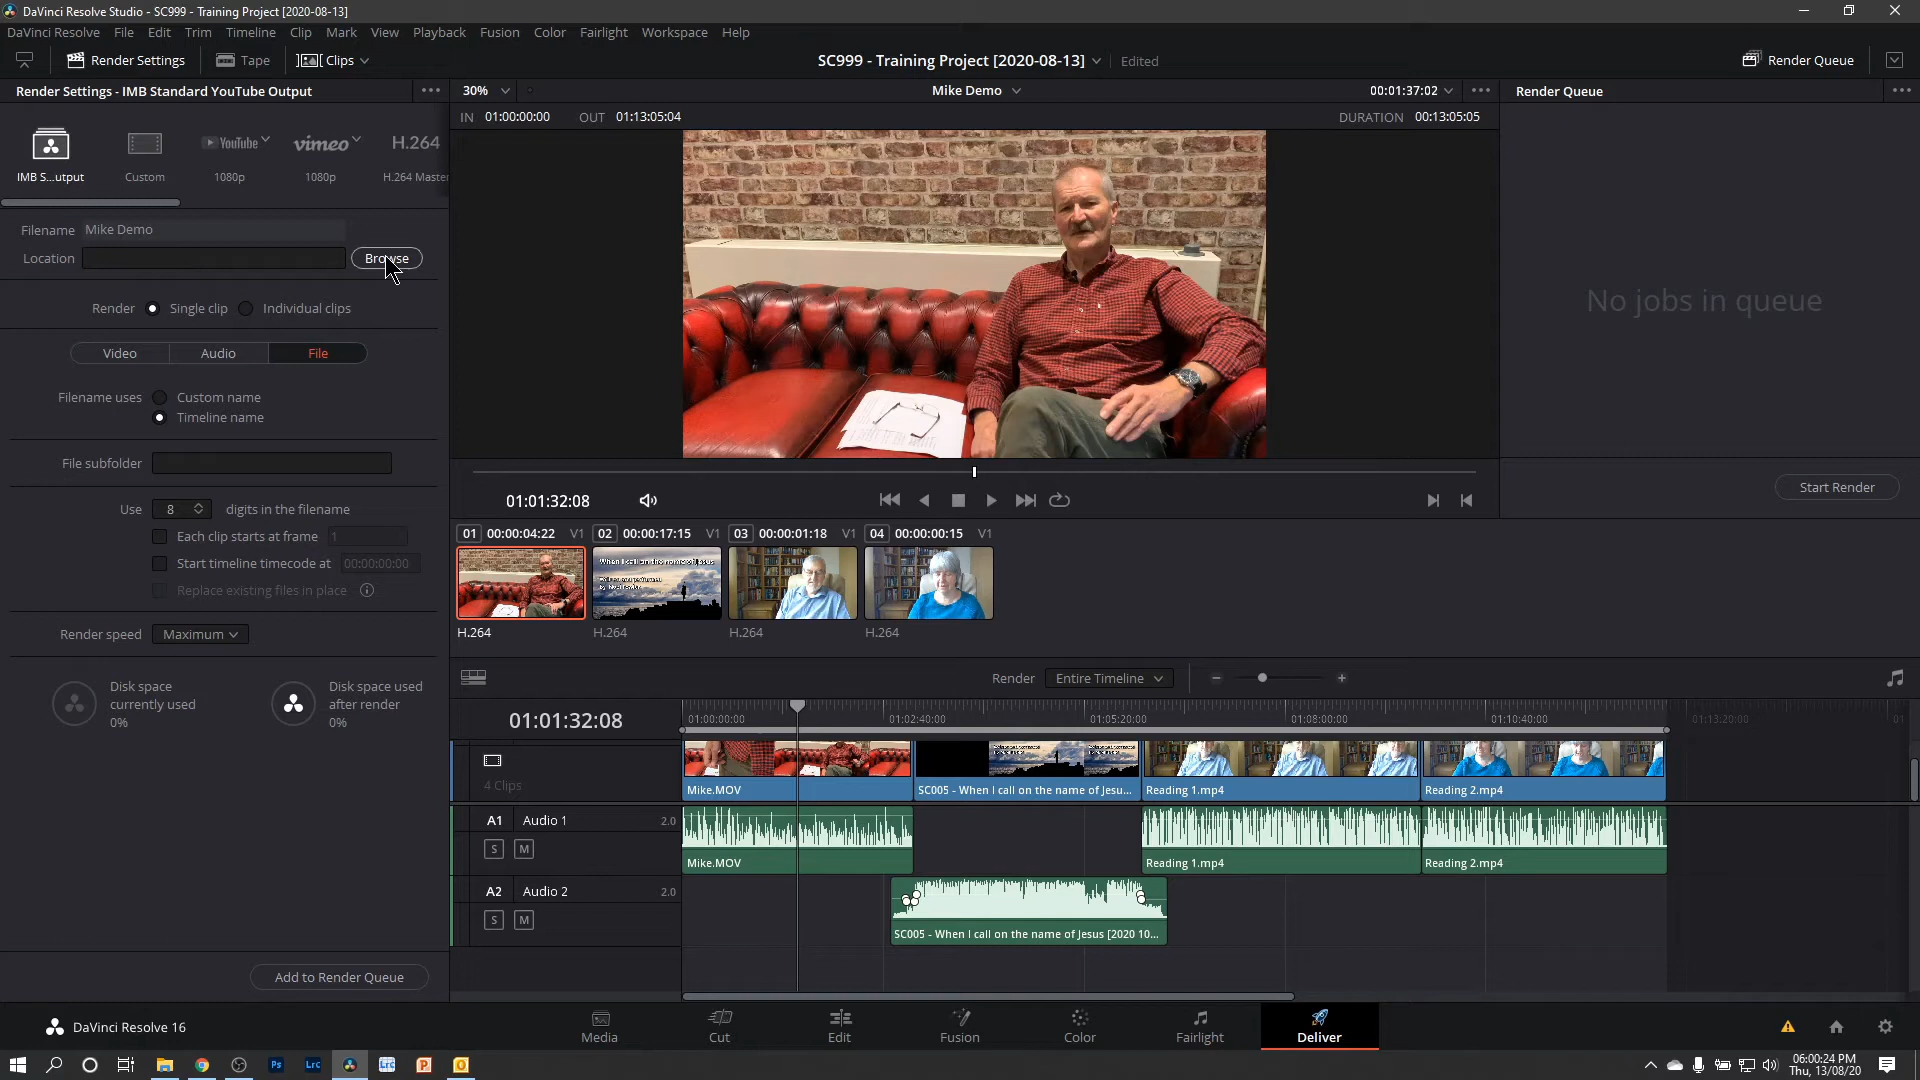 DaVinci Resolve Studio - SC999 - Training Project [2020-08-13]
DaVinci Resolve File Edit Trim Timeline Clip Mark View Playback Fusion Color Fairlight Workspace Help
Render Settings Tape Clips SC999 - Training Project [2020-08-13] Edited Render Queue
Render Settings - IMB Standard YouTube Output 30% Mike Demo 00:01:37:02 Render Queue
IN 01:00:00:00 OUT 01:13:05:04 DURATION 00:13:05:05
YouTube vimeo H.264
IMB S...utput Custom 1080p 1080p H.264 Master
Filename Mike Demo
Location Browse
Render Single clip Individual clips
No jobs in queue
Video Audio File
Filename uses Custom name
Timeline name
File subfolder
Start Render
01:01:32:08
Use 8 digits in the filename
Each clip starts at frame 1
Start timeline timecode at 00:00:00:00
Replace existing files in place
Render speed Maximum
01 00:00:04:22 V1 02 00:00:17:15 V1 03 00:00:01:18 V1 04 00:00:00:15 V1
When I call on the name of Jesus
H.264 H.264 H.264 H.264
Disk space currently used 0%
Disk space used after render 0%
Render Entire Timeline
01:01:32:08 01:00:00:00 01:02:40:00 01:05:20:00 01:08:00:00 01:10:40:00 01:13:20:00 01
4 Clips
Mike.MOV SC005 - When I call on the name of Jesu... Reading 1.mp4 Reading 2.mp4
A1 Audio 1 2.0
S M
Mike.MOV Reading 1.mp4 Reading 2.mp4
A2 Audio 2 2.0
S M
SC005 - When I call on the name of Jesus [2020 10...
Add to Render Queue
DaVinci Resolve 16
Media Cut Edit Fusion Color Fairlight Deliver
Ps Lrc Lrc P O
06:00:24 PM
Thu, 13/08/20